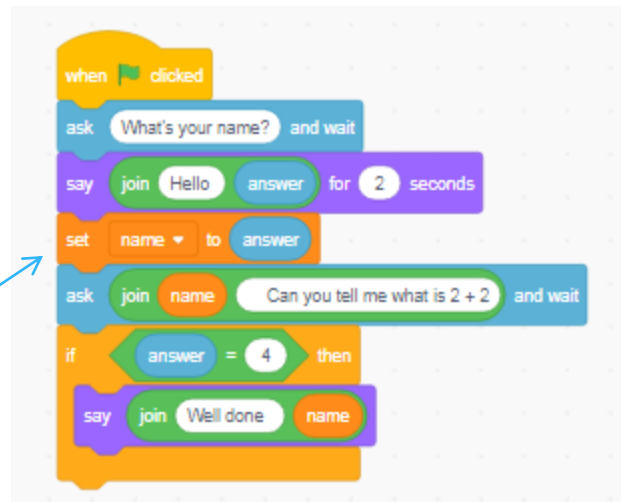 when clicked
ask What's your name? and wait
say join Hello answer for 2 seconds
set name to answer
ask join name Can you tell me what is 2 + 2 and wait
if answer = 4 then
say join Well done name